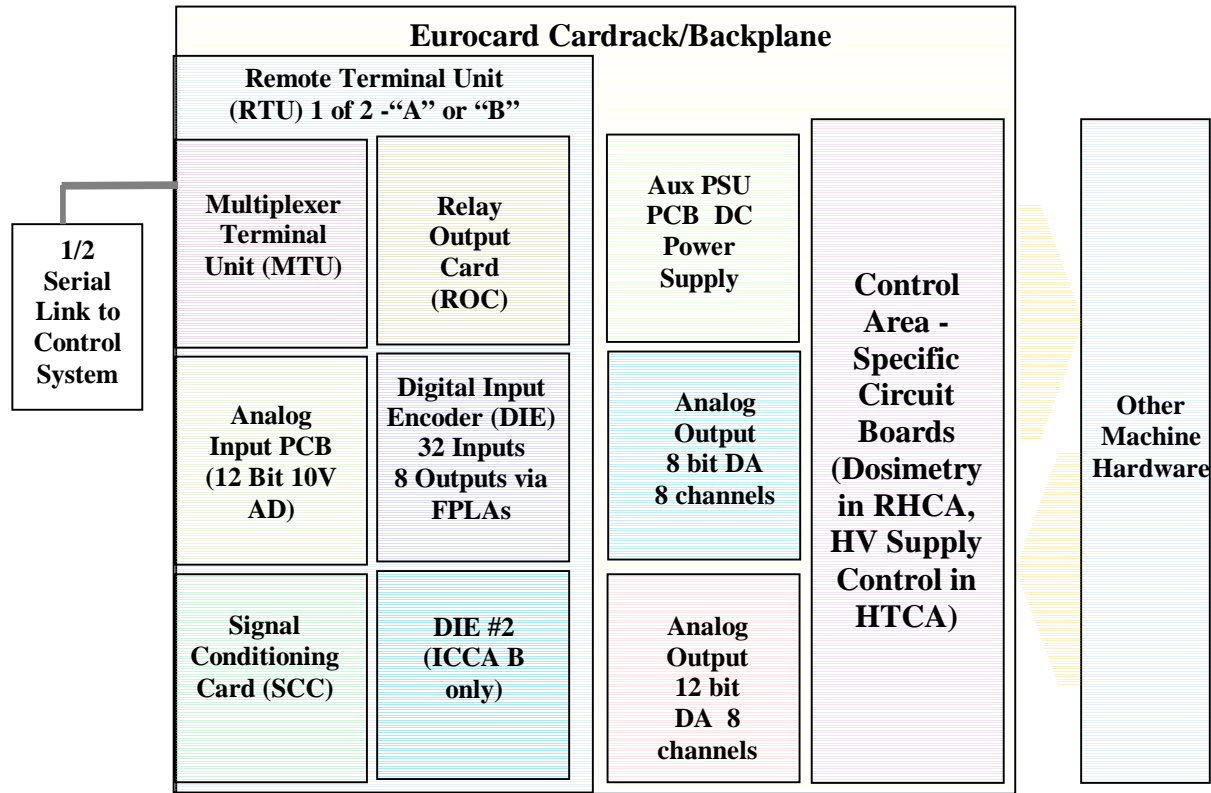 Eurocard Cardrack/Backplane
Remote Terminal Unit
(RTU) 1 of 2 -“A” or “B”
1/2
Serial
Link to
Control
System
Multiplexer
Terminal
Unit (MTU)
Relay
Output
Card
(ROC)
Analog
Input PCB
(12 Bit 10V
AD)
Digital Input
Encoder (DIE)
32 Inputs
8 Outputs via
FPLAs
Signal
Conditioning
Card (SCC)
DIE #2
(ICCA B
only)
Aux PSU
PCB DC
Power
Supply
Analog
Output
8 bit DA
8 channels
Analog
Output
12 bit
DA 8
channels
Control
Area -
Specific
Circuit
Boards
(Dosimetry
in RHCA,
HV Supply
Control in
HTCA)
Other
Machine
Hardware